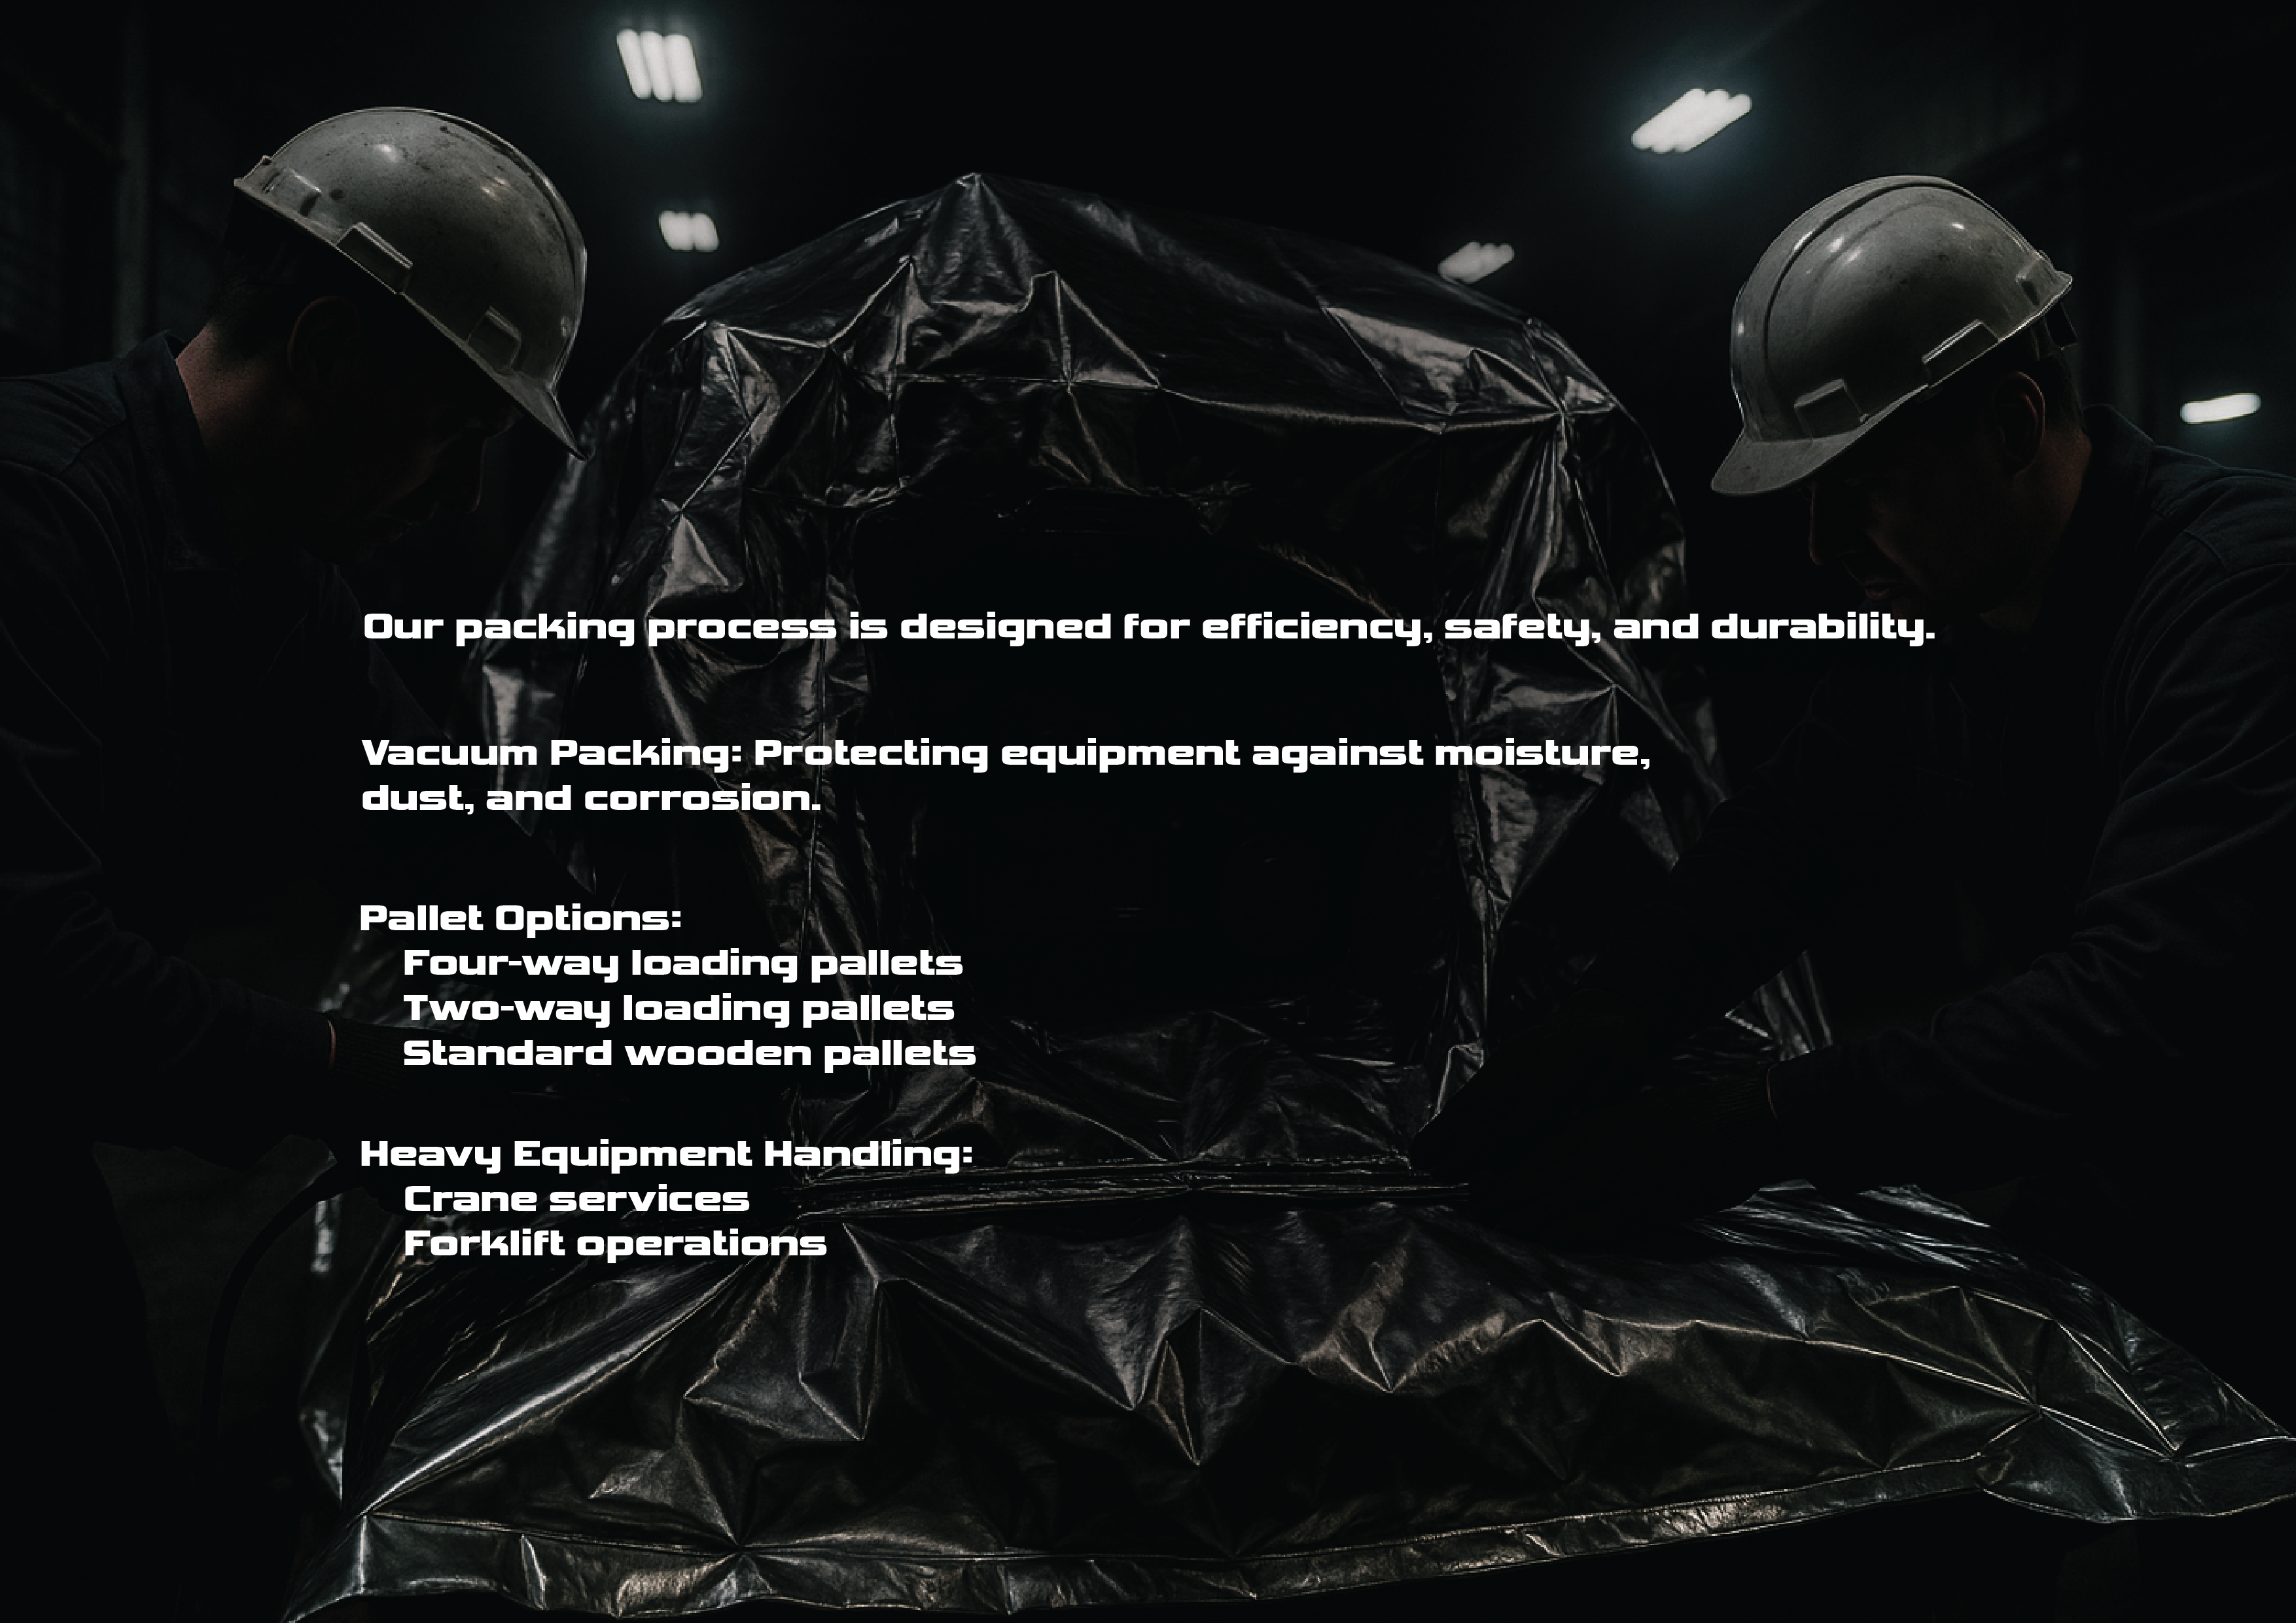 Our packing process is designed for efficiency, safety, and durability.
Vacuum Packing: Protecting equipment against moisture,
dust, and corrosion.
Pallet Options:
Four-way loading pallets
Two-way loading pallets
Standard wooden pallets
Heavy Equipment Handling:
Crane services
Forklift operations